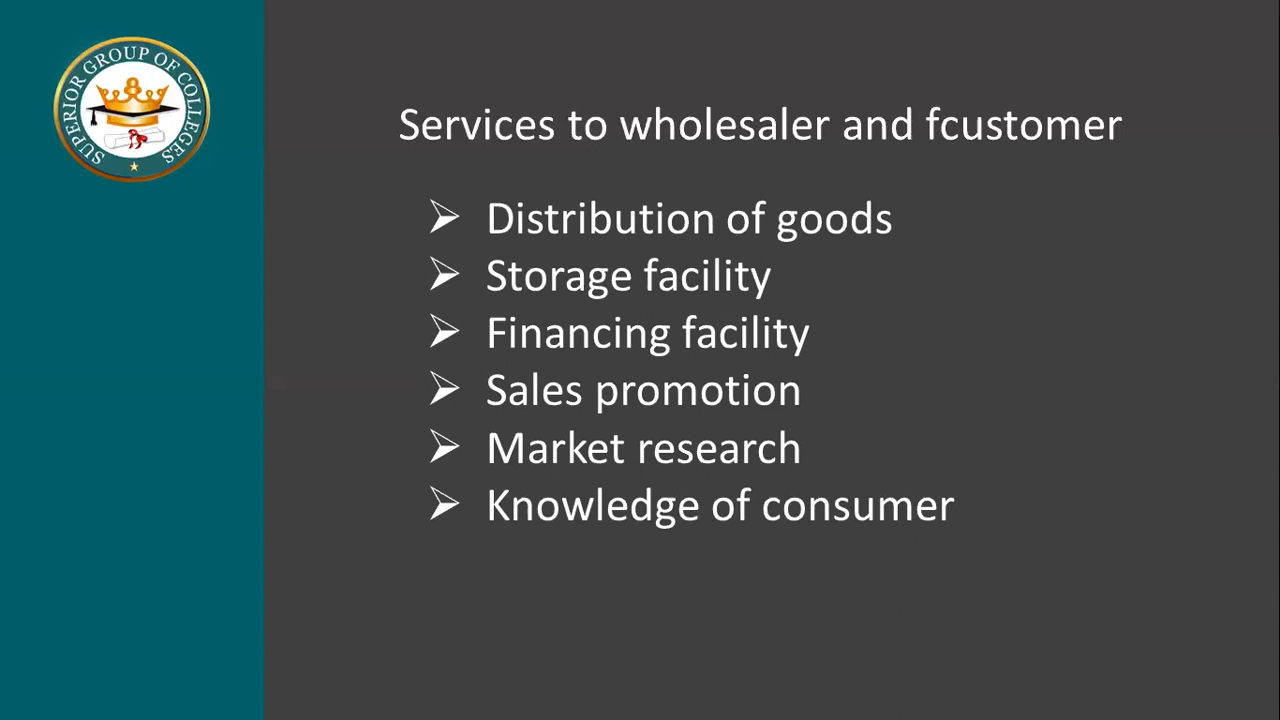 SUPERIOR GROUP OF COLLEGES
Services to wholesaler and fcustomer
➢ Distribution of goods
➢ Storage facility
➢ Financing facility
➢ Sales promotion
➢ Market research
➢ Knowledge of consumer